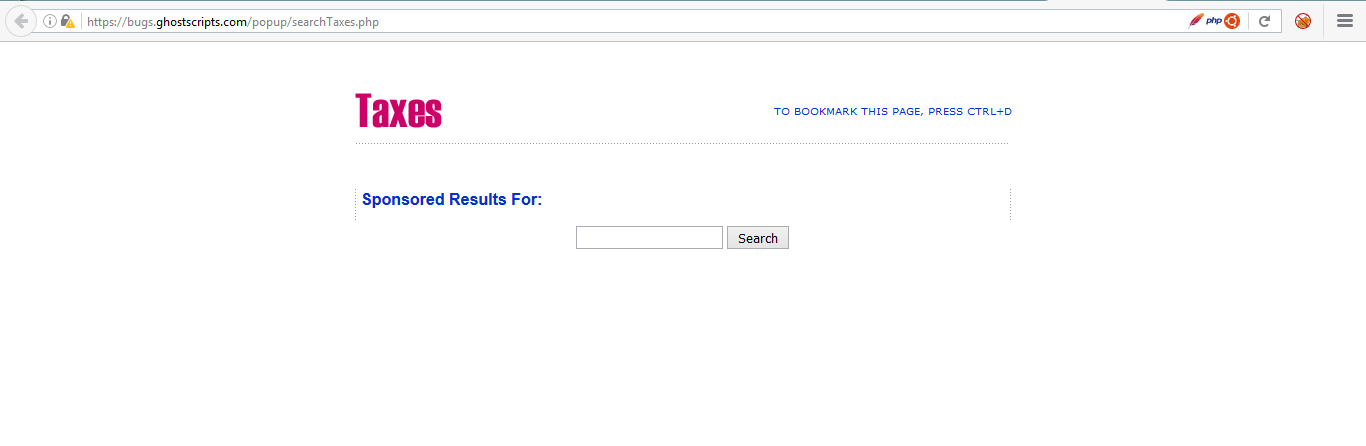 https://bugs.ghostscripts.com/popup/searchTaxes.php
php
Taxes
TO BOOKMARK THIS PAGE, PRESS CTRL+D
Sponsored Results For:
Search